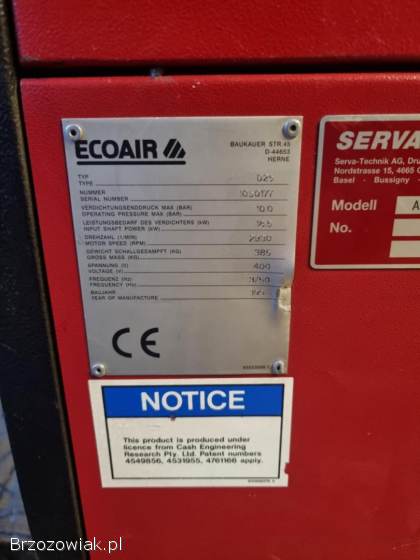 ECOAIR
BAUKAUER STR.45
D-44653
HERNE
TYP
TYPE D25
NUMMER
SERIAL NUMBER
VERDICHTUNGSENDDRUCK MAX (BAR)
OPERATING PRESSURE MAX (BAR) 10,0
LEISTUNGSBEDARF DES VERDICHTERS (KW)
INPUT SHAFT POWER (KW)
DREHZAHL (1/MIN)
MOTOR SPEED (RPM)
GEWICHT SCHALLGEDAMPFT (KG)
GROSS MASS (KG) 385
SPANNUNG (V)
VOLTAGE (V) 400
FREQUENZ (Hz)
FREQUENCY (Hz) 3/50
BAUJAHR
YEAR OF MANUFACTURE
CE
SERVA
Serva-Technik AG, Dru
Nordstrasse 15, 4665
Basel - Bussigny -
Modell A
No.
NOTICE
This product is produced under
licence from Cash Engineering
Research Pty. Ltd. Patent numbers
4549856, 4531955, 4761166 apply.
Brzozowiak.pl